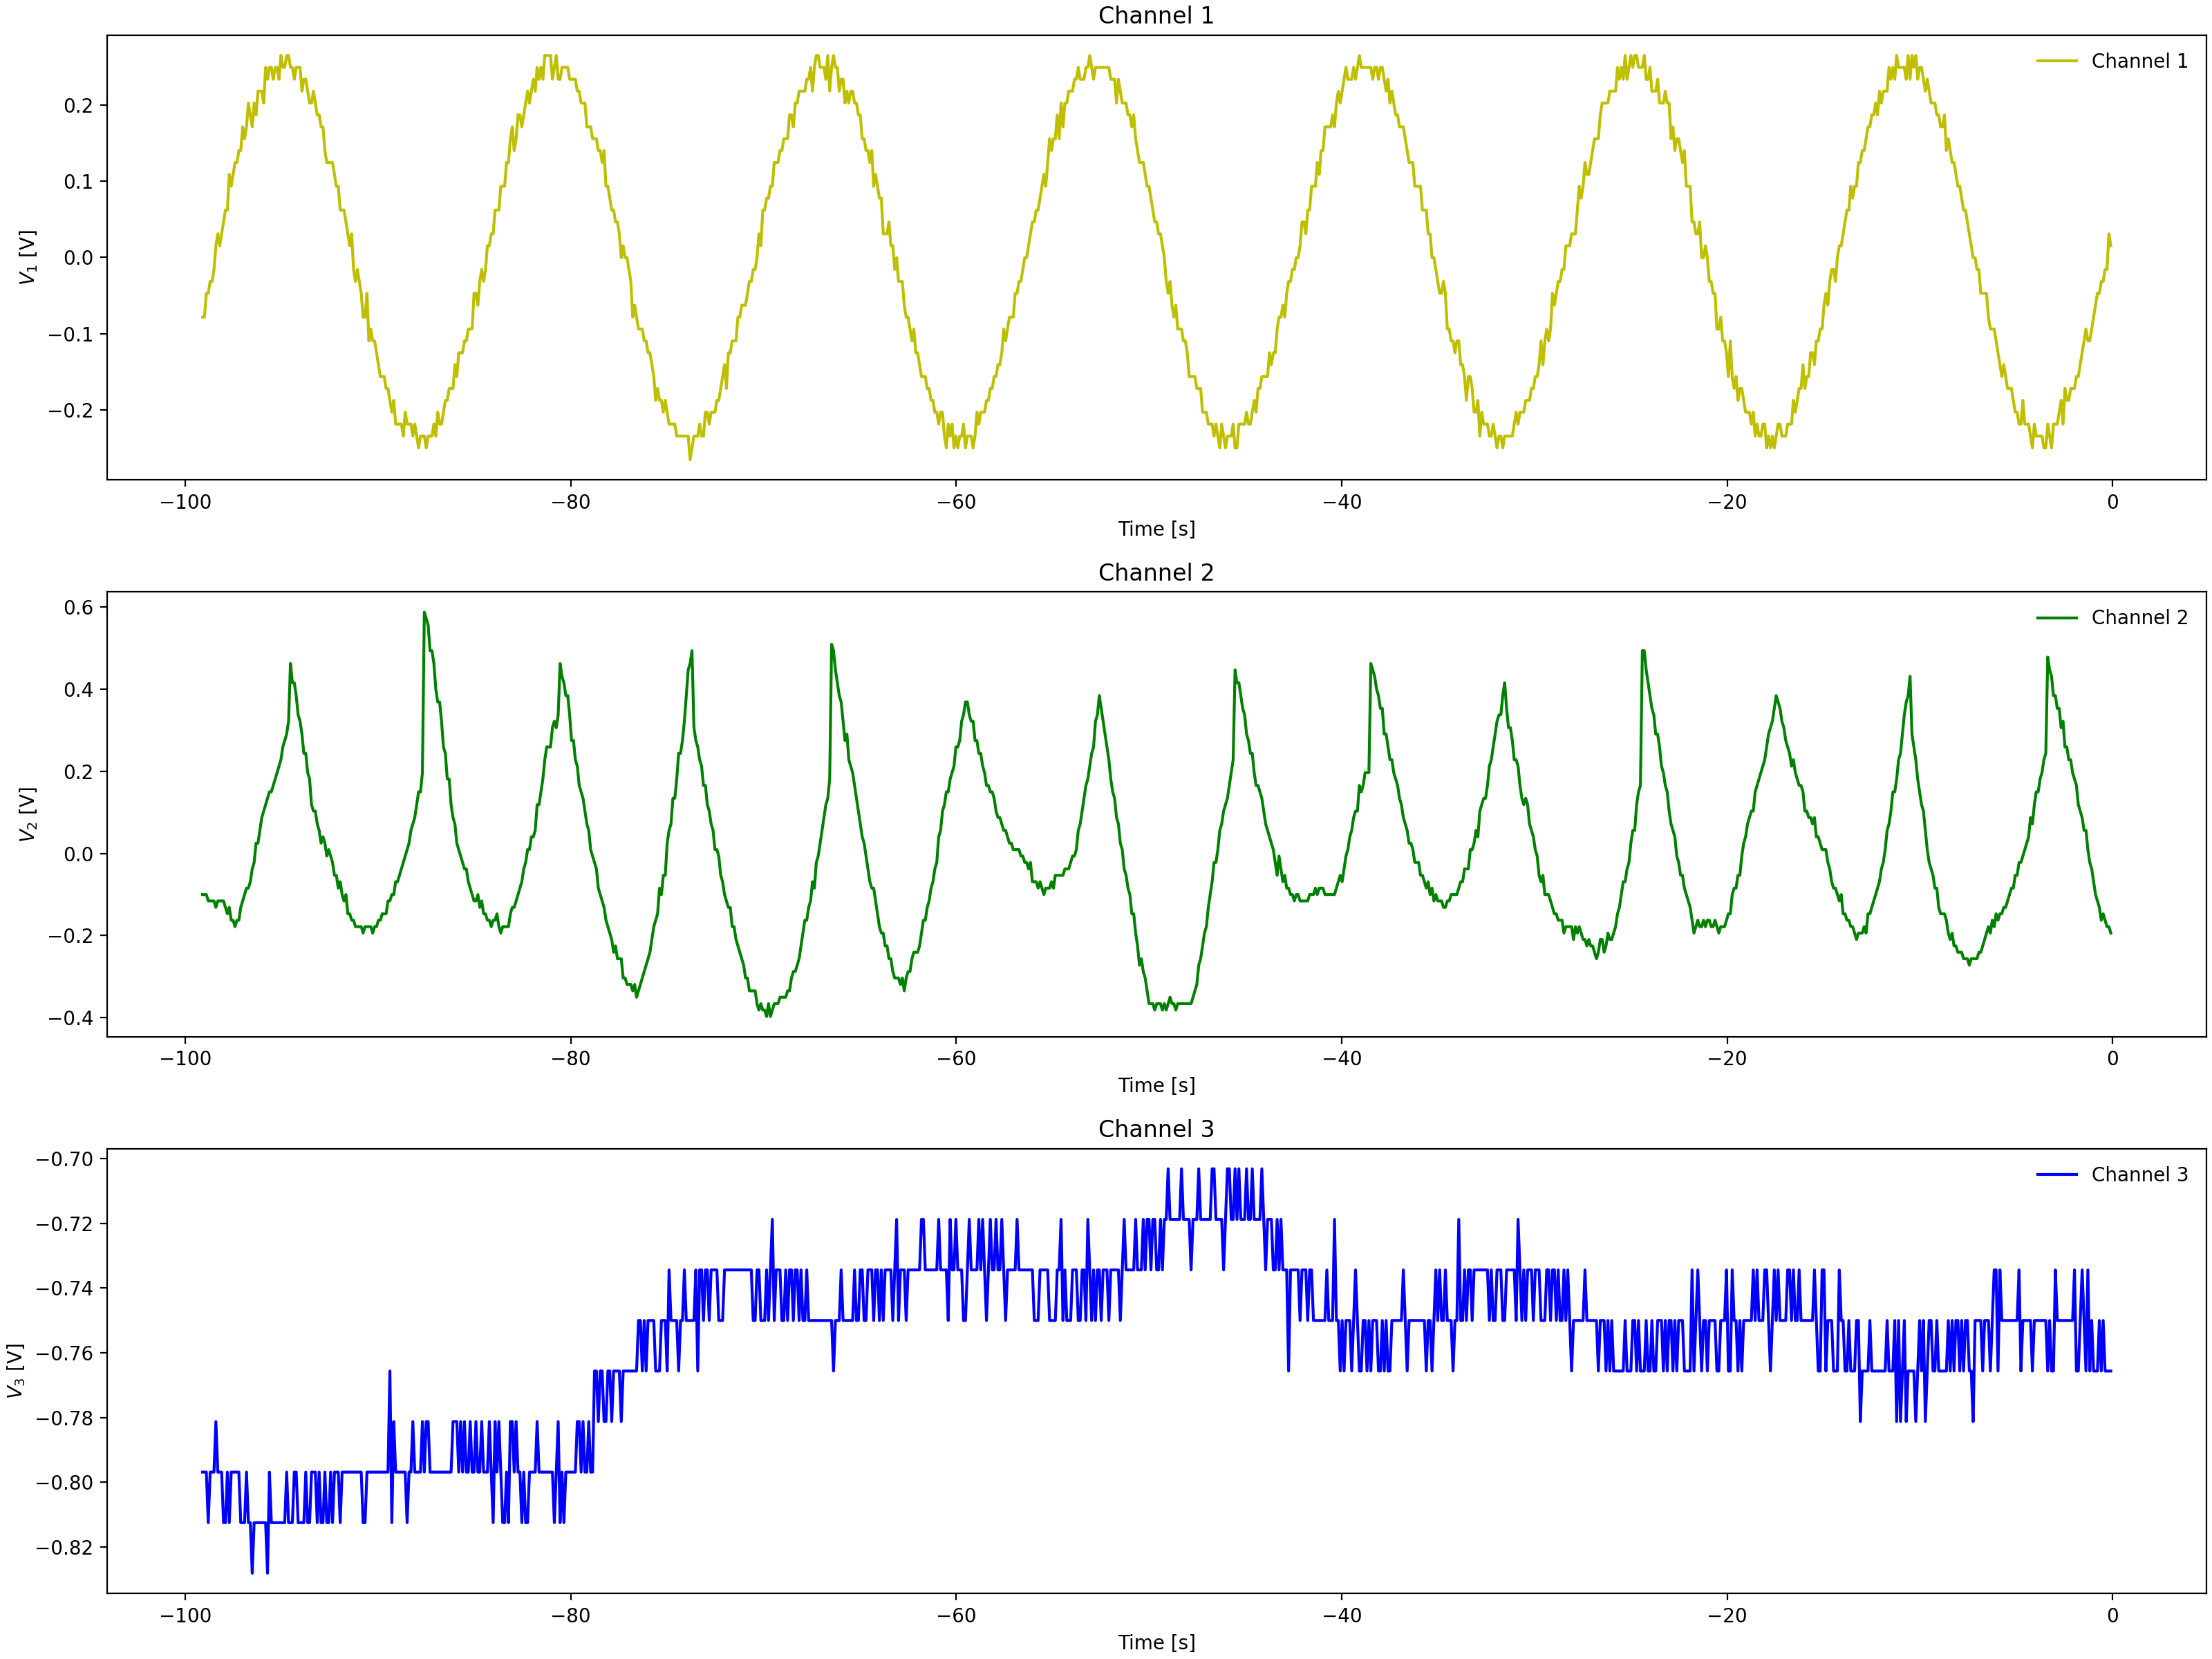 Channel 1
Channel 1
0.2
0.1
0.0
−0.1
−0.2
V1 [V]
−100 −80 −60 −40 −20 0
Time [s]
Channel 2
Channel 2
0.6
0.4
0.2
0.0
−0.2
−0.4
V2 [V]
−100 −80 −60 −40 −20 0
Time [s]
Channel 3
Channel 3
−0.70
−0.72
−0.74
−0.76
−0.78
−0.80
−0.82
V3 [V]
−100 −80 −60 −40 −20 0
Time [s]